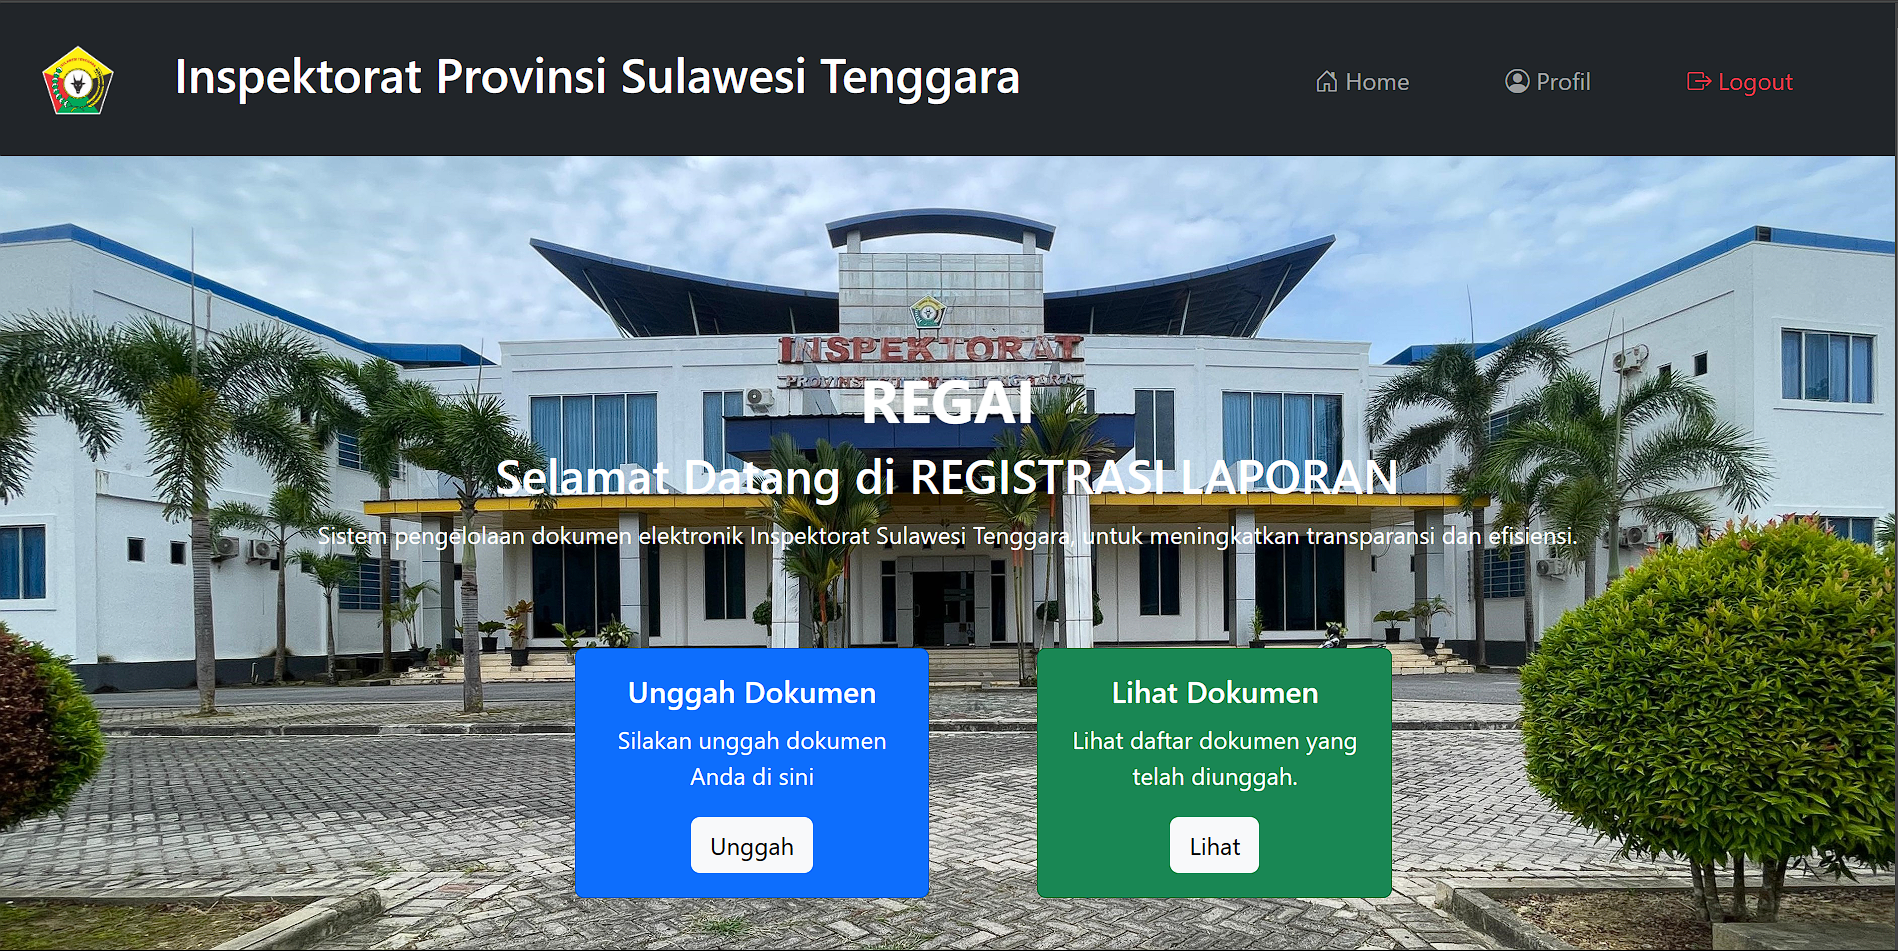 Inspektorat Provinsi Sulawesi Tenggara
Home
Profil
Logout
INSPEKTORAT
REGAI
Selamat Datang di REGISTRASI LAPORAN
Sistem pengelolaan dokumen elektronik Inspektorat Sulawesi Tenggara, untuk meningkatkan transparansi dan efisiensi.
Unggah Dokumen
Silakan unggah dokumen
Anda di sini
Unggah
Lihat Dokumen
Lihat daftar dokumen yang
telah diunggah.
Lihat